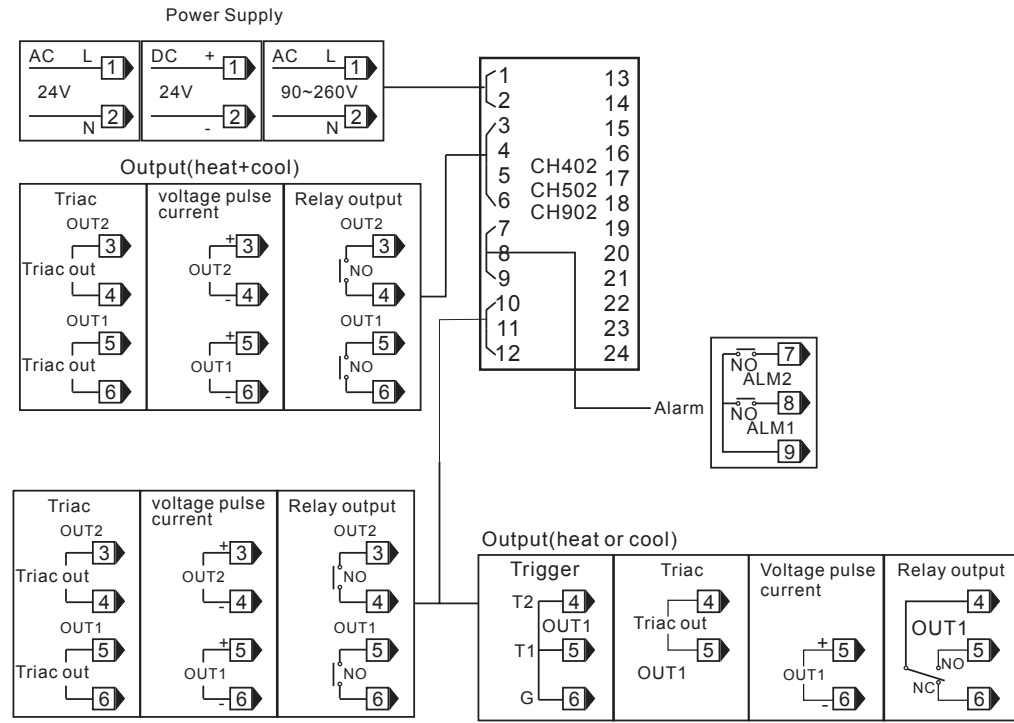 Power Supply
AC L 1
24V
N 2
DC + 1
24V
- 2
AC L 1
90~260V
N 2
1 13
2 14
3 15
4 16
5 17
6 18
7 19
8 20
9 21
10 22
11 23
12 24
CH402
CH502
CH902
Output(heat+cool)
Triac
OUT2
3
Triac out
4
OUT1
5
Triac out
6
voltage pulse
current
+ 3
OUT2
- 4
+ 5
OUT1
- 6
Relay output
OUT2
3
NO
4
OUT1
5
NO
6
Alarm
7
NO
ALM2
8
NO
ALM1
9
Triac
OUT2
3
Triac out
4
OUT1
5
Triac out
6
voltage pulse
current
+ 3
OUT2
- 4
+ 5
OUT1
- 6
Relay output
OUT2
3
NO
4
OUT1
5
NO
6
Output(heat or cool)
Trigger
T2 4
OUT1
T1 5
G 6
Triac
4
Triac out
5
OUT1
Voltage pulse
current
+ 5
OUT1
- 6
Relay output
4
OUT1
NO 5
NC 6